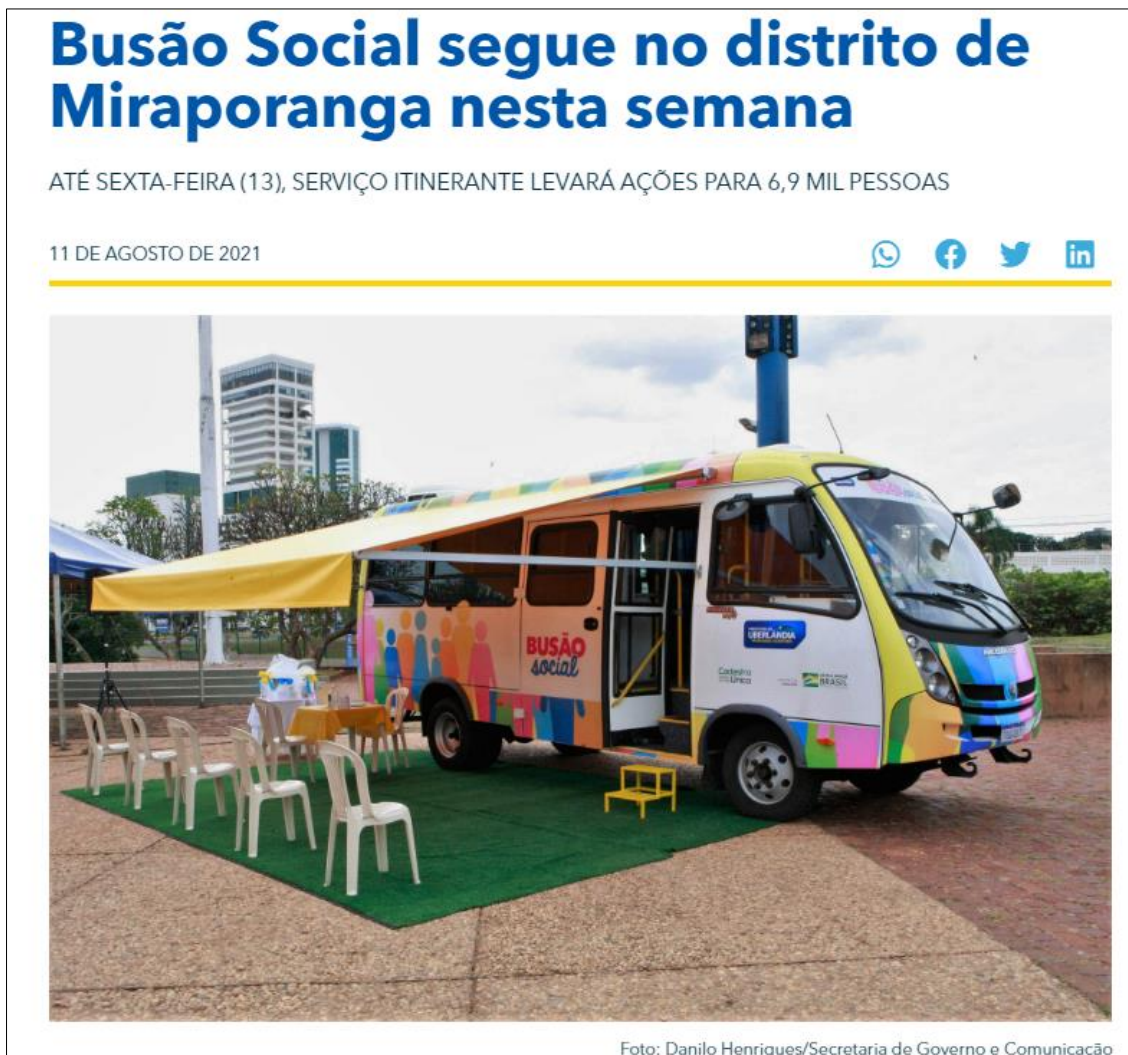 Busão Social segue no distrito de
Miraporanga nesta semana
ATÉ SEXTA-FEIRA (13), SERVIÇO ITINERANTE LEVARÁ AÇÕES PARA 6,9 MIL PESSOAS
11 DE AGOSTO DE 2021
in
BUSÃO
social
UBERLÂNDIA
Cadastro
Único
BRASIL
Foto: Danilo Henriques/Secretaria de Governo e Comunicação